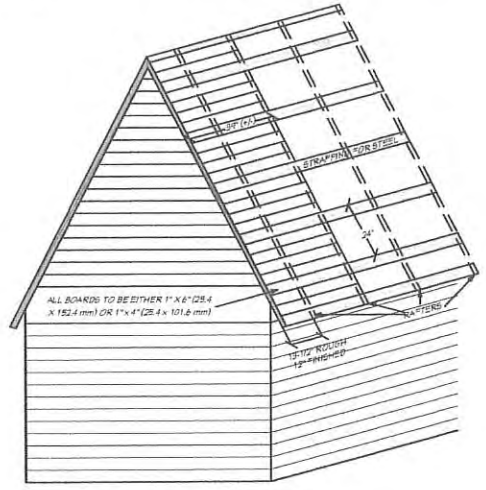 3/4" (+/-)
STRAPPING FOR STEEL
24"
ALL BOARDS TO BE EITHER 1" X 6" (25.4
X 152.4 mm) OR 1" x 4" (25.4 x 101.6 mm)
RAFTERS
13-1/2" ROUGH
12" FINISHED